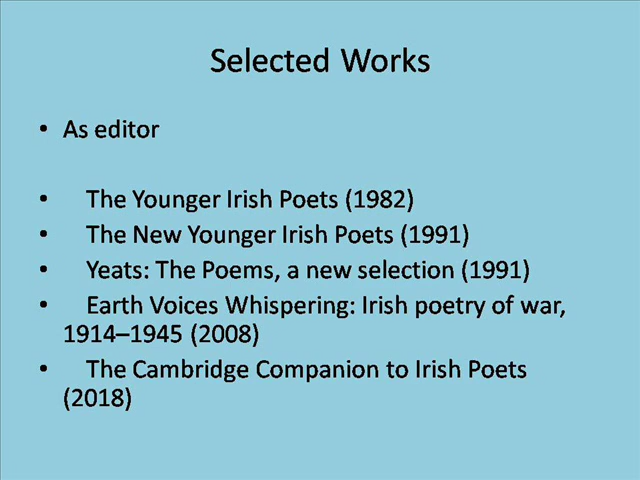 Selected Works
• As editor
• The Younger Irish Poets (1982)
• The New Younger Irish Poets (1991)
• Yeats: The Poems, a new selection (1991)
• Earth Voices Whispering: Irish poetry of war,
1914–1945 (2008)
• The Cambridge Companion to Irish Poets
(2018)